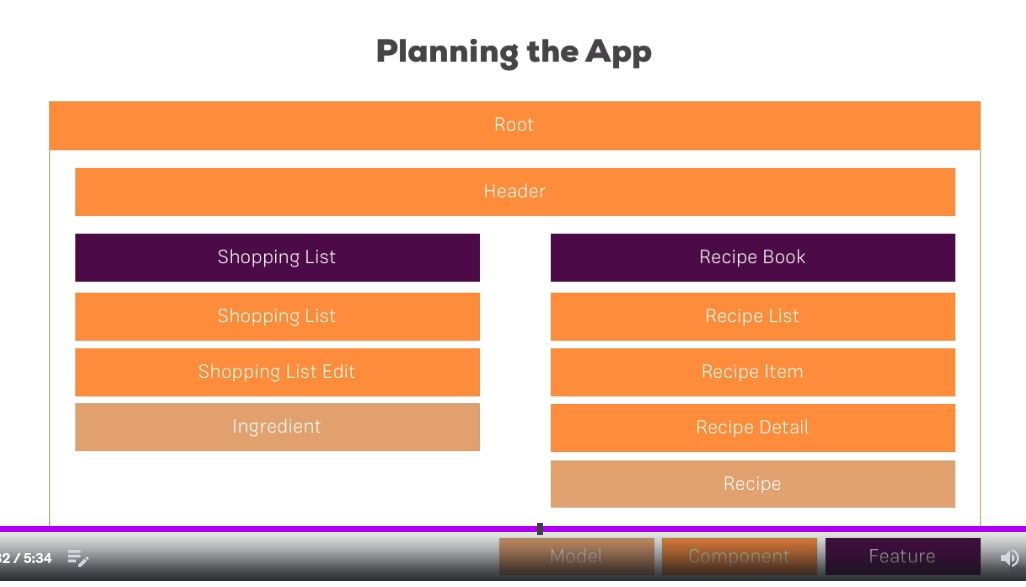 Planning the App
Root
Header
Shopping List
Recipe Book
Shopping List
Recipe List
Shopping List Edit
Recipe Item
Ingredient
Recipe Detail
Recipe
2 / 5:34
Model
Component
Feature